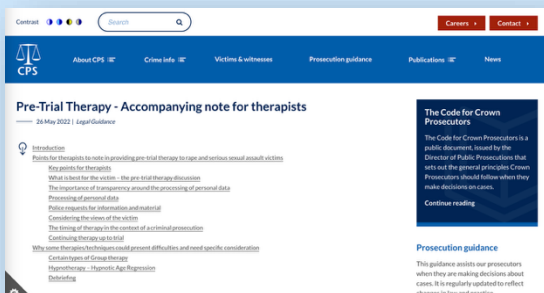 Contrast
Search
Careers
Contact
CPS
About CPS
Crime info
Victims & witnesses
Prosecution guidance
Publications
News
Pre-Trial Therapy - Accompanying note for therapists
26 May 2022 | Legal Guidance
Introduction
Points for therapists to note in providing pre-trial therapy to rape and serious sexual assault victims
Key points for therapists
What is best for the victim – the pre-trial therapy discussion
The importance of transparency around the processing of personal data
Processing of personal data
Police requests for information and material
Considering the views of the victim
The timing of therapy in the context of a criminal prosecution
Continuing therapy up to trial
Why some therapies/techniques could present difficulties and need specific consideration
Certain types of Group therapy
Hypnotherapy – Hypnotic Age Regression
Debriefing
The Code for Crown
Prosecutors
The Code for Crown Prosecutors is a
public document, issued by the
Director of Public Prosecutions that
sets out the general principles Crown
Prosecutors should follow when they
make decisions on cases.
Continue reading
Prosecution guidance
This guidance assists our prosecutors
when they are making decisions about
cases. It is regularly updated to reflect
changes in law and practice.